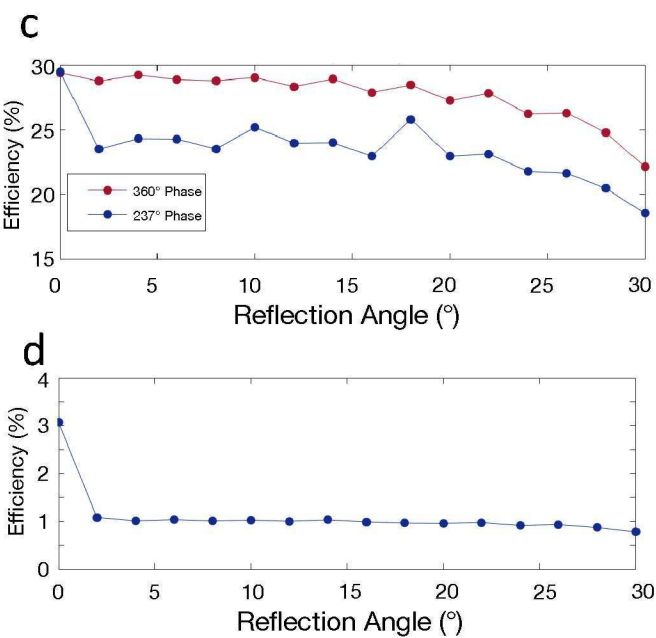 c
30
25
20
15
Efficiency (%)
360° Phase
237° Phase
0 5 10 15 20 25 30
Reflection Angle (°)
d
4
3
2
1
0
Efficiency (%)
0 5 10 15 20 25 30
Reflection Angle (°)